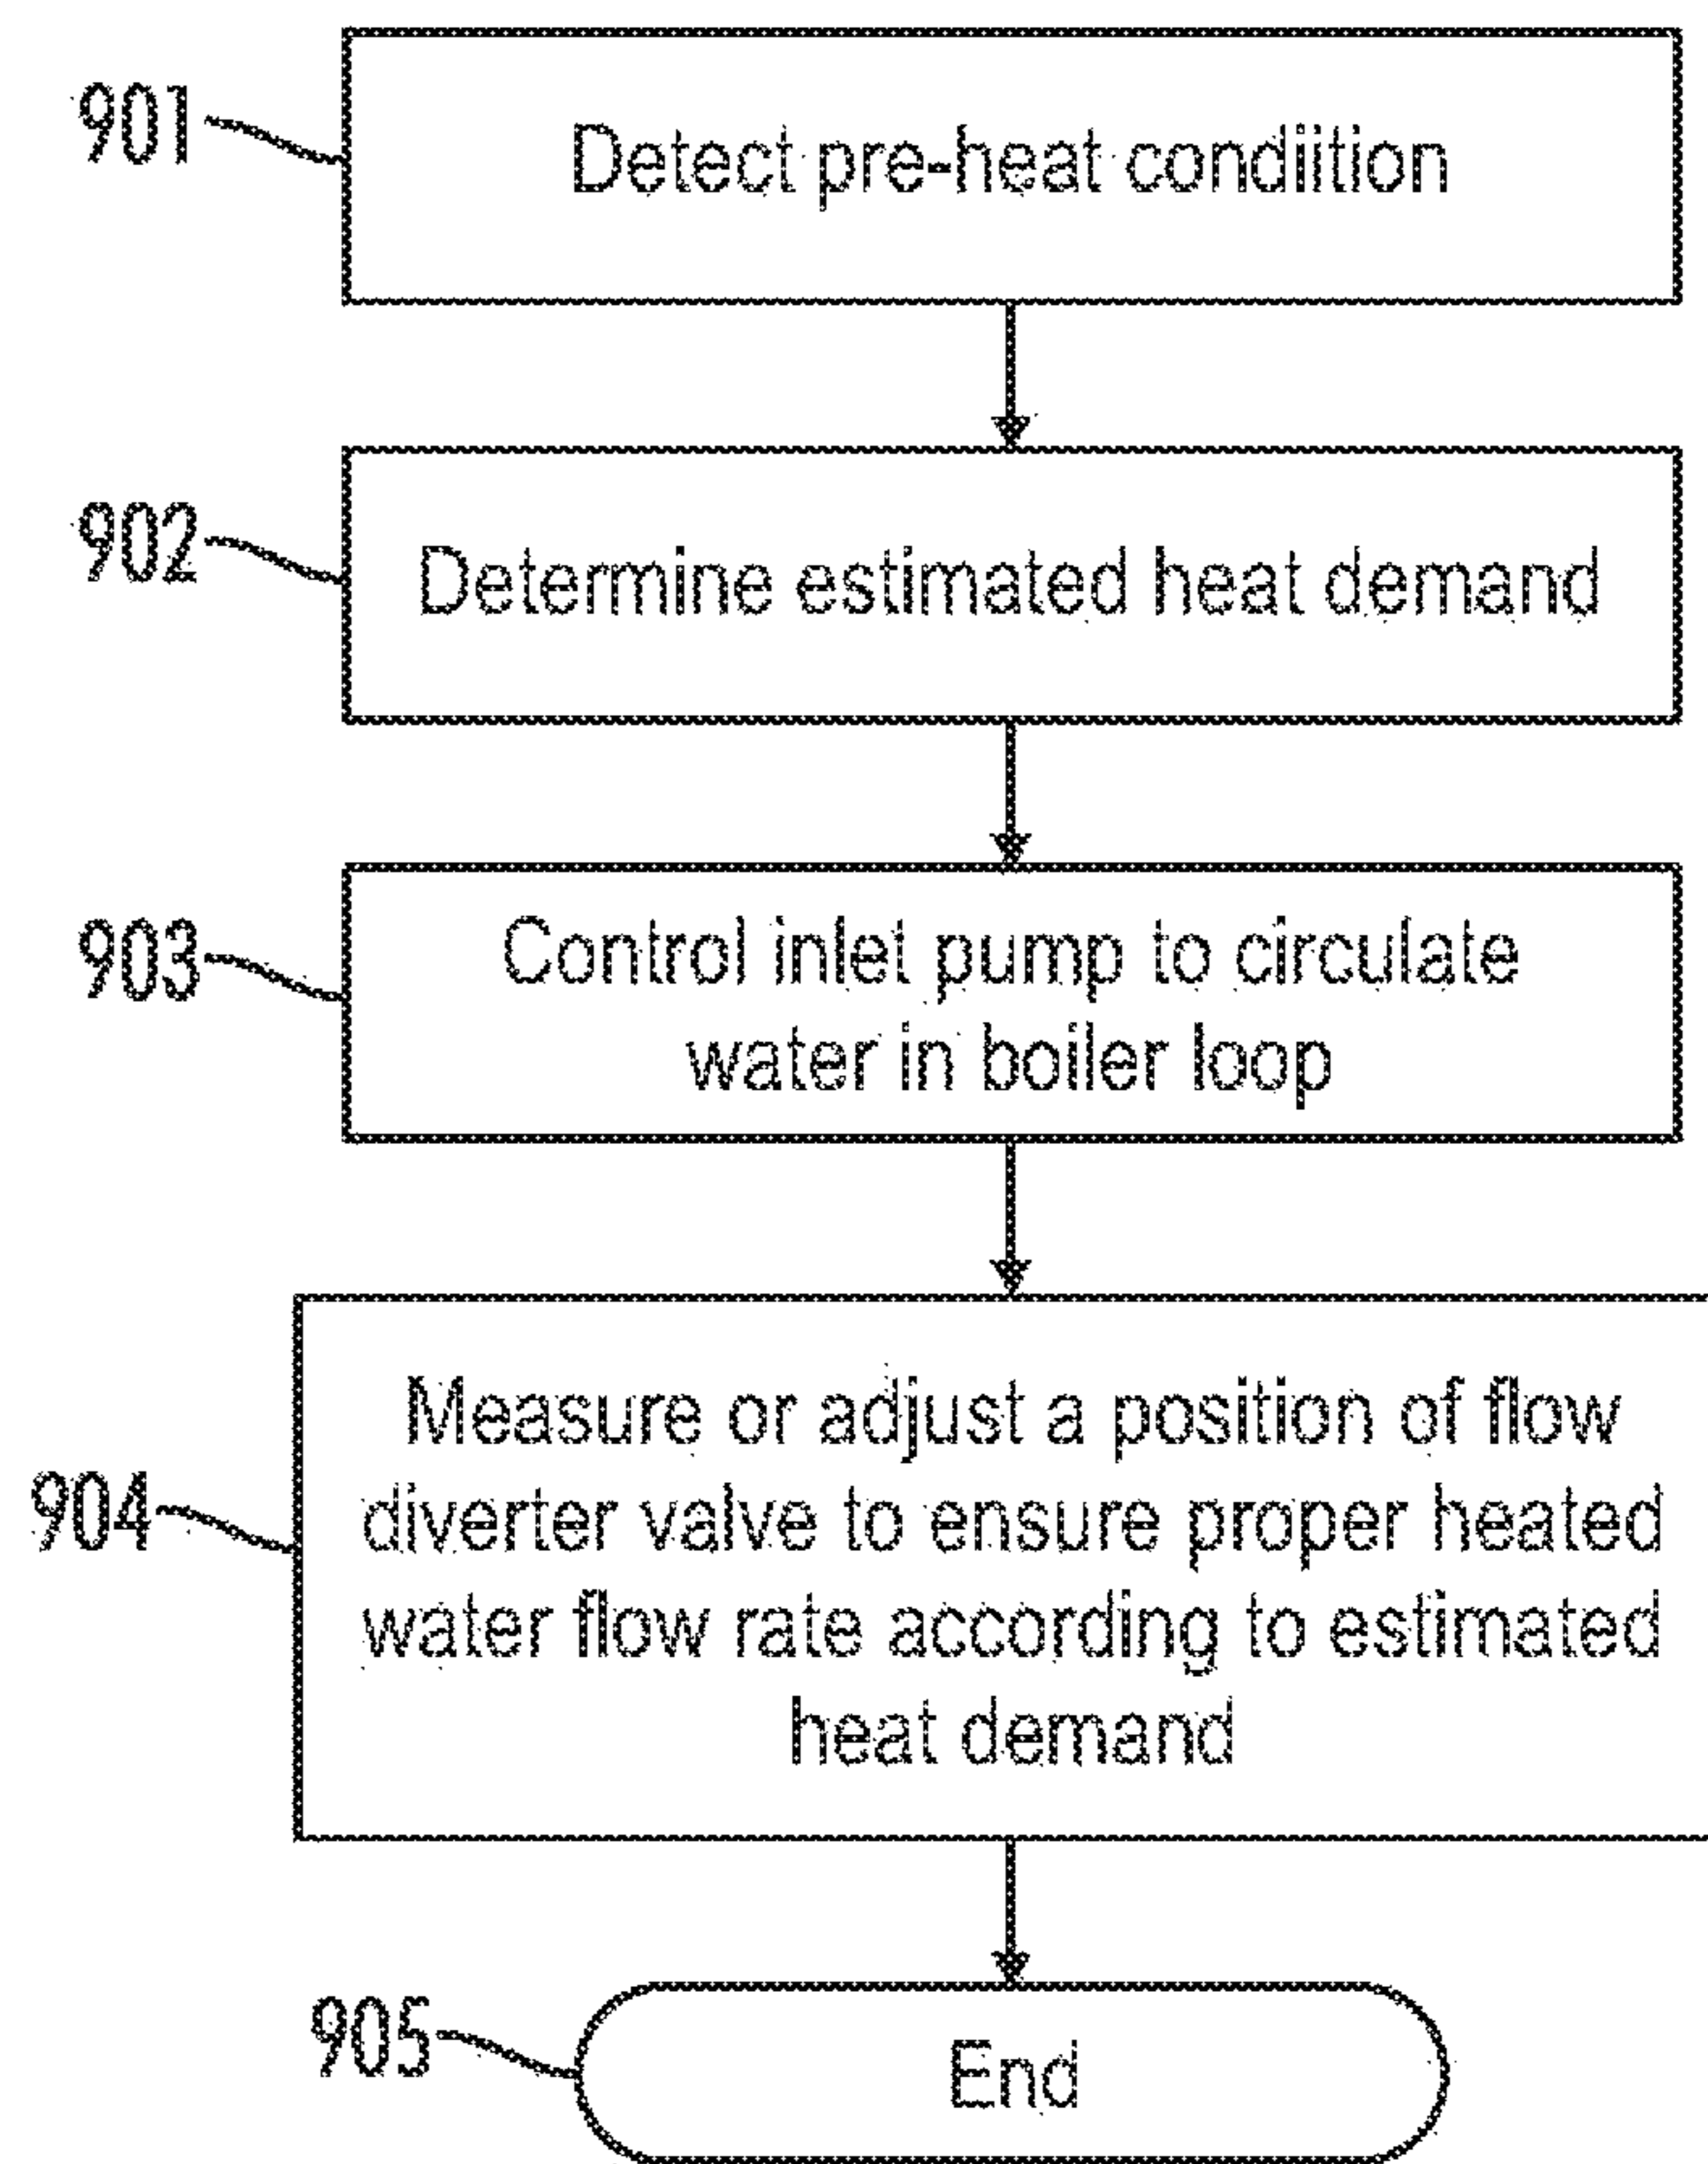 901
Detect pre-heat condiition
902
Determine estimated heat demand
903
Control inlet pump to circulate
water in boiler loop
904
Measure or adjust a position of flow
diverter valve to ensure proper heated
water flow rate according to estimated
heat demand
905
End